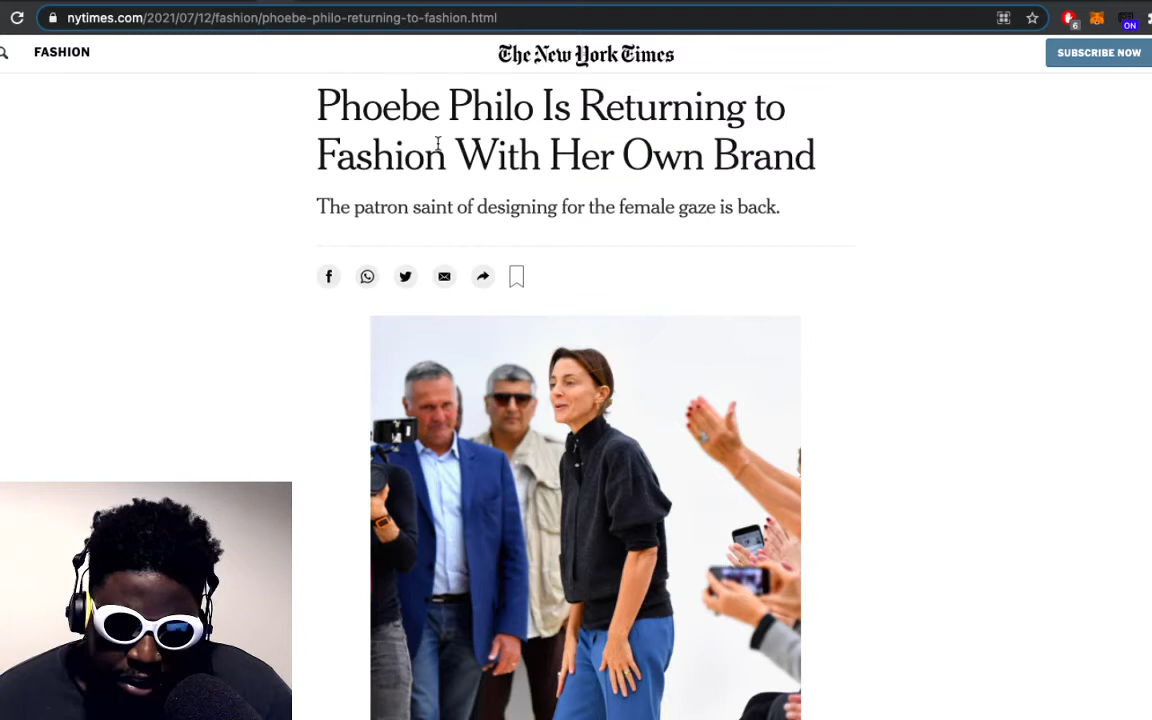 nytimes.com/2021/07/12/fashion/phoebe-philo-returning-to-fashion.html
6
ON
FASHION
The New York Times
SUBSCRIBE NOW
Phoebe Philo Is Returning to
Fashion With Her Own Brand
The patron saint of designing for the female gaze is back.